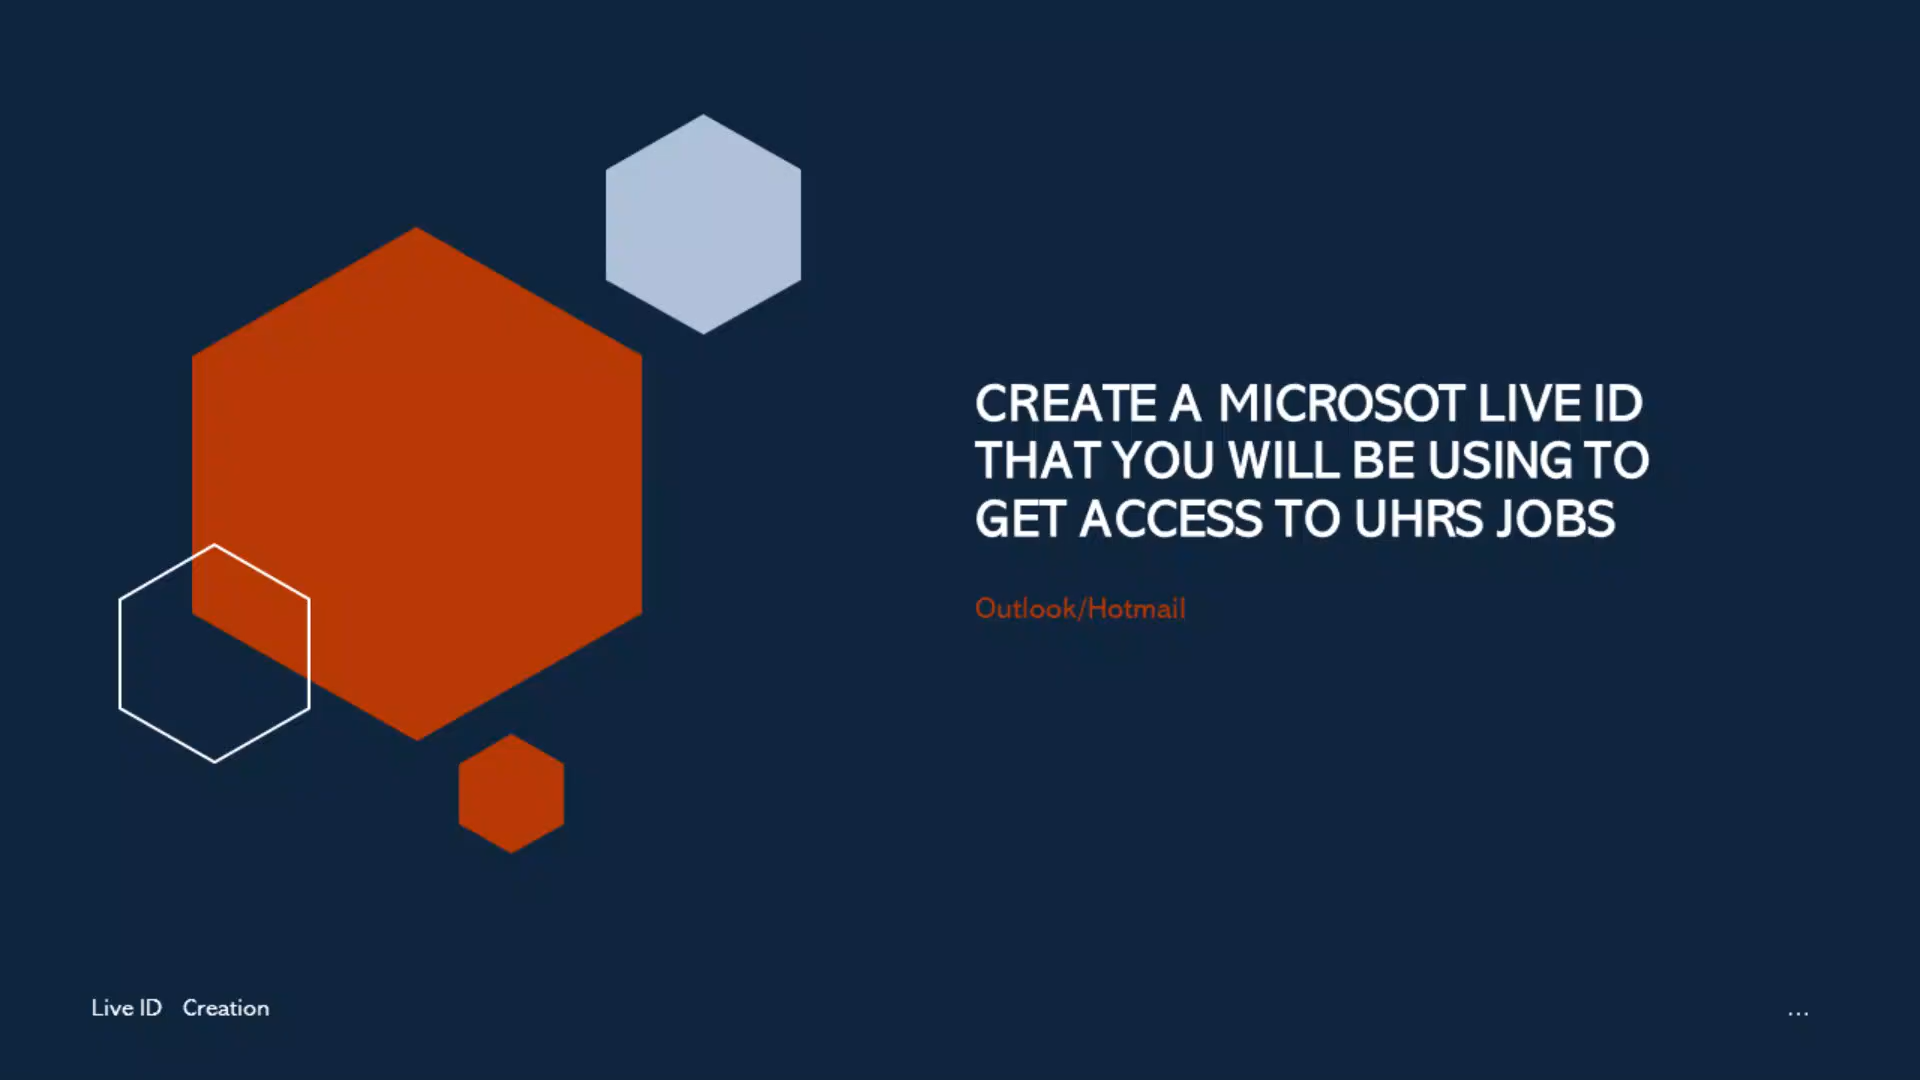 CREATE A MICROSOT LIVE ID
THAT YOU WILL BE USING TO
GET ACCESS TO UHRS JOBS
Outlook/Hotmail
Live ID Creation
...